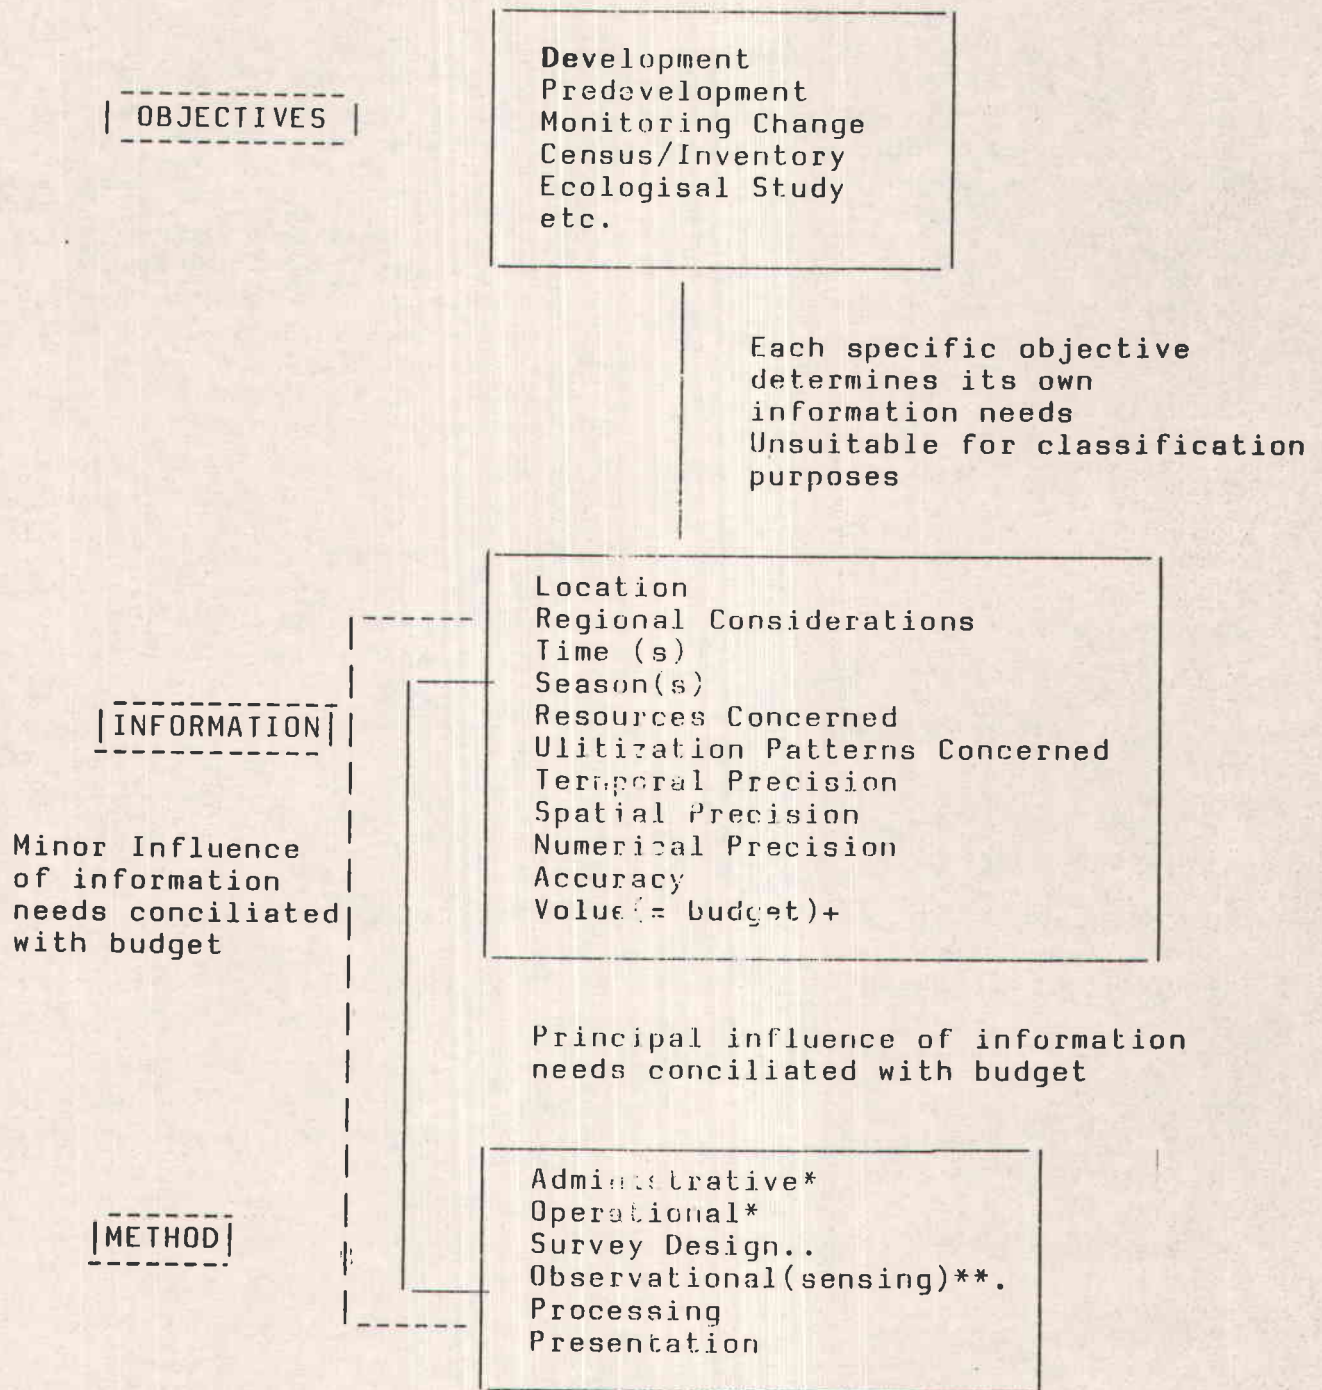 Development
Predevelopment
OBJECTIVES
Monitoring Change
Census/Inventory
Ecologisal Study
etc.
Each specific objective
determines its own
information needs
Unsuitable for classification
purposes
Location
Regional Considerations
Time (s)
Season(s)
INFORMATION
Resources Concerned
Ulitization Patterns Concerned
Temporal Precision
Spatial Precision
Numerical Precision
Accuracy
Volue(= budget)+
Minor Influence
of information
needs conciliated
with budget
Principal influence of information
needs conciliated with budget
Administrative*
Operational*
METHOD
Survey Design..
Observational(sensing)**.
Processing
Presentation